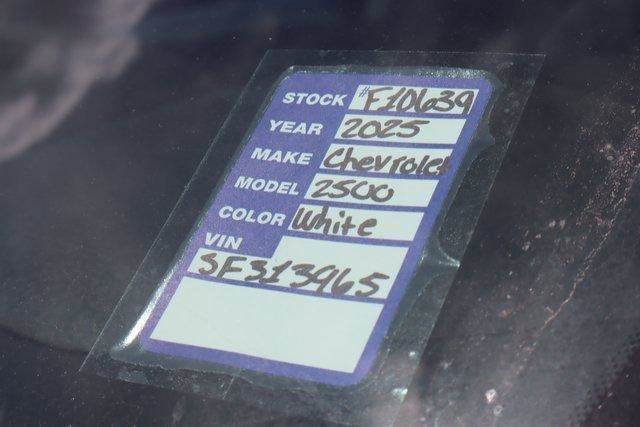 STOCK #F10639
YEAR 2025
MAKE Chevrolet
MODEL 2500
COLOR White
VIN
SF313965